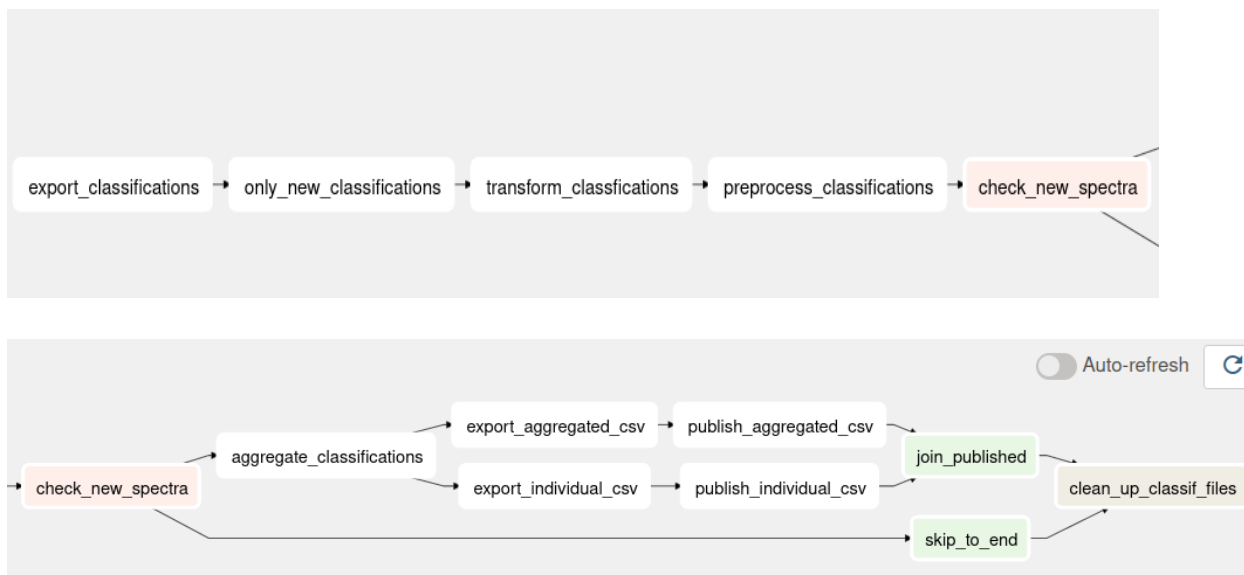 export_classifications
only_new_classifications
transform_classfications
preprocess_classifications
check_new_spectra
Auto-refresh
export_aggregated_csv
publish_aggregated_csv
aggregate_classifications
join_published
check_new_spectra
export_individual_csv
publish_individual_csv
clean_up_classif_files
skip_to_end